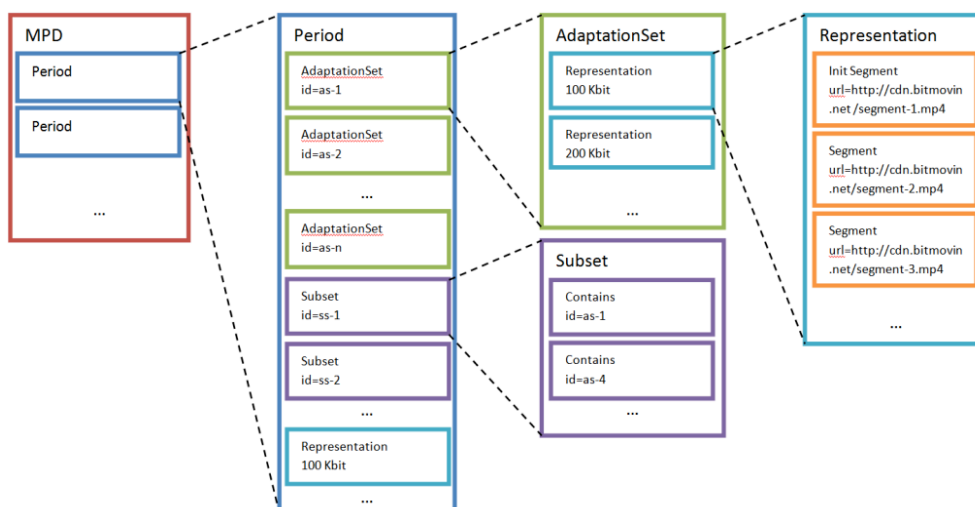 MPD
Period
Period
...
Period
AdaptationSet
id=as-1
AdaptationSet
id=as-2
...
AdaptationSet
id=as-n
Subset
id=ss-1
Subset
id=ss-2
...
Representation
100 Kbit
...
AdaptationSet
Representation
100 Kbit
Representation
200 Kbit
...
Subset
Contains
id=as-1
Contains
id=as-4
...
Representation
Init Segment
url=http://cdn.bitmovin
.net/segment-1.mp4
Segment
url=http://cdn.bitmovin
.net/segment-2.mp4
Segment
url=http://cdn.bitmovin
.net/segment-3.mp4
...